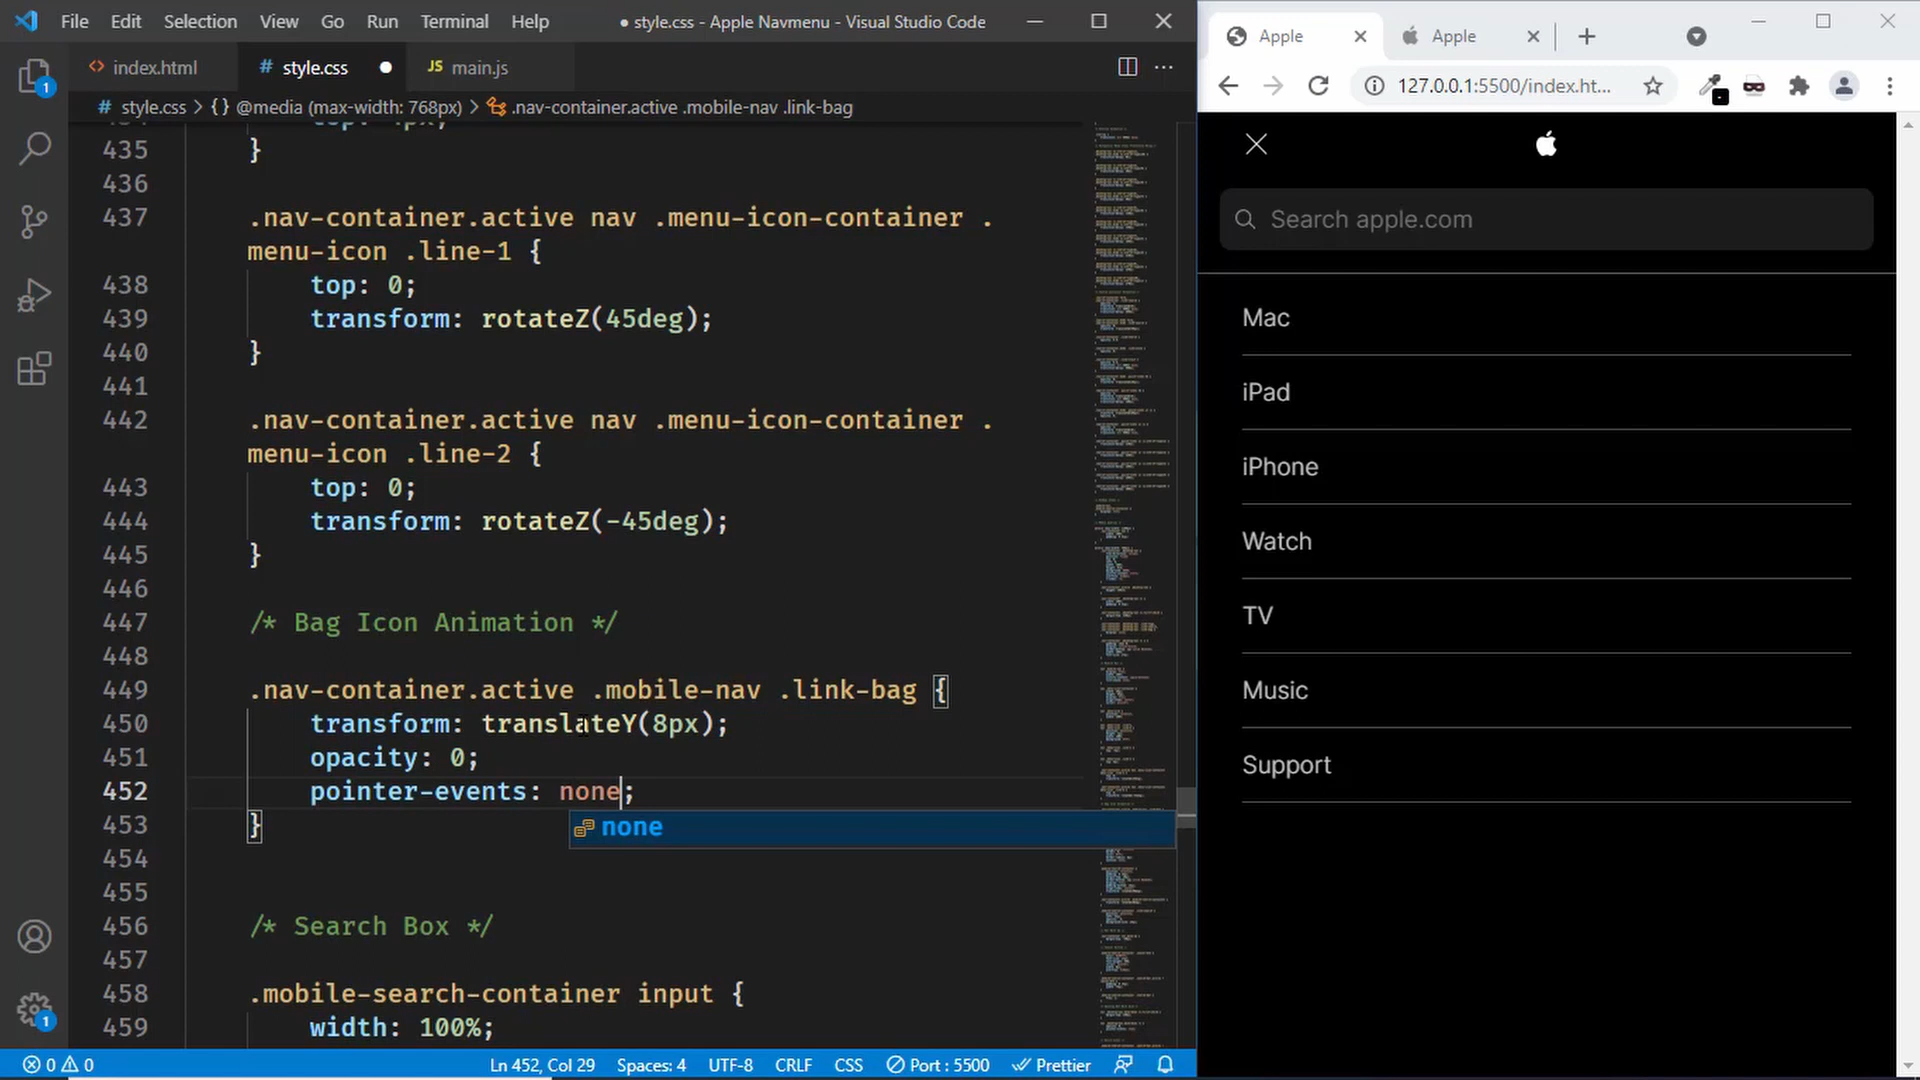 File Edit Selection View Go Run Terminal Help ● style.css - Apple Navmenu - Visual Studio Code
index.html # style.css ● JS main.js
# style.css > {} @media (max-width: 768px) > .nav-container.active .mobile-nav .link-bag
435 }
436
437 .nav-container.active nav .menu-icon-container .
menu-icon .line-1 {
438 top: 0;
439 transform: rotateZ(45deg);
440 }
441
442 .nav-container.active nav .menu-icon-container .
menu-icon .line-2 {
443 top: 0;
444 transform: rotateZ(-45deg);
445 }
446
447 /* Bag Icon Animation */
448
449 .nav-container.active .mobile-nav .link-bag {
450 transform: translateY(8px);
451 opacity: 0;
452 pointer-events: none;
453 }
none
454
455
456 /* Search Box */
457
458 .mobile-search-container input {
459 width: 100%;
1
1
0 0 Ln 452, Col 29 Spaces: 4 UTF-8 CRLF CSS Port : 5500 Prettier
Apple Apple
127.0.0.1:5500/index.ht...
Search apple.com
Mac
iPad
iPhone
Watch
TV
Music
Support